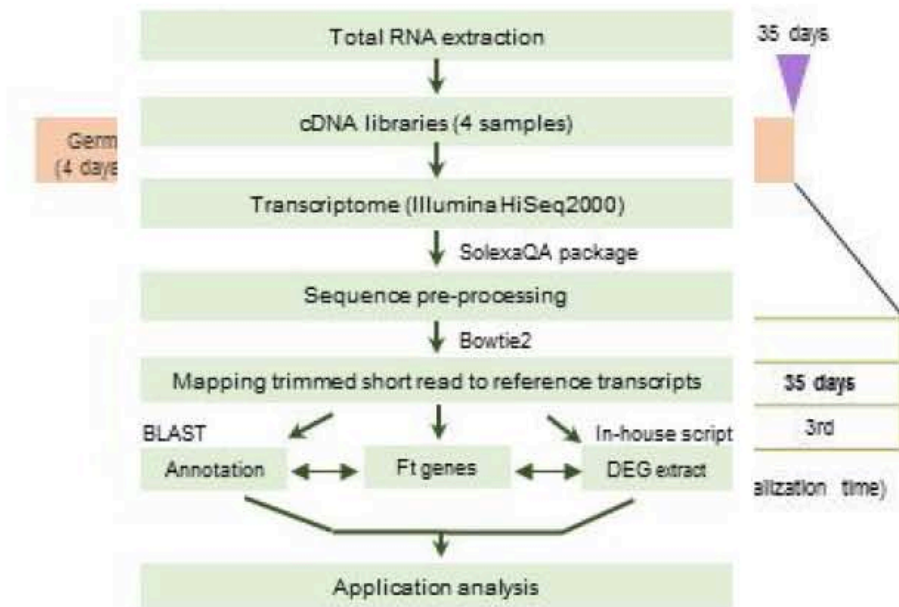 Total RNA extraction
35 days
cDNA libraries (4 samples)
Germ
(4 days
Transcriptome (IllluminaHiSeq2000)
SolexaQA package
Sequence pre-processing
Bowtie2
Mapping trimmed short read to reference transcripts
35 days
BLAST
In-house script
3rd
Annotation
Ft genes
DEG extract
alization time)
Application analysis